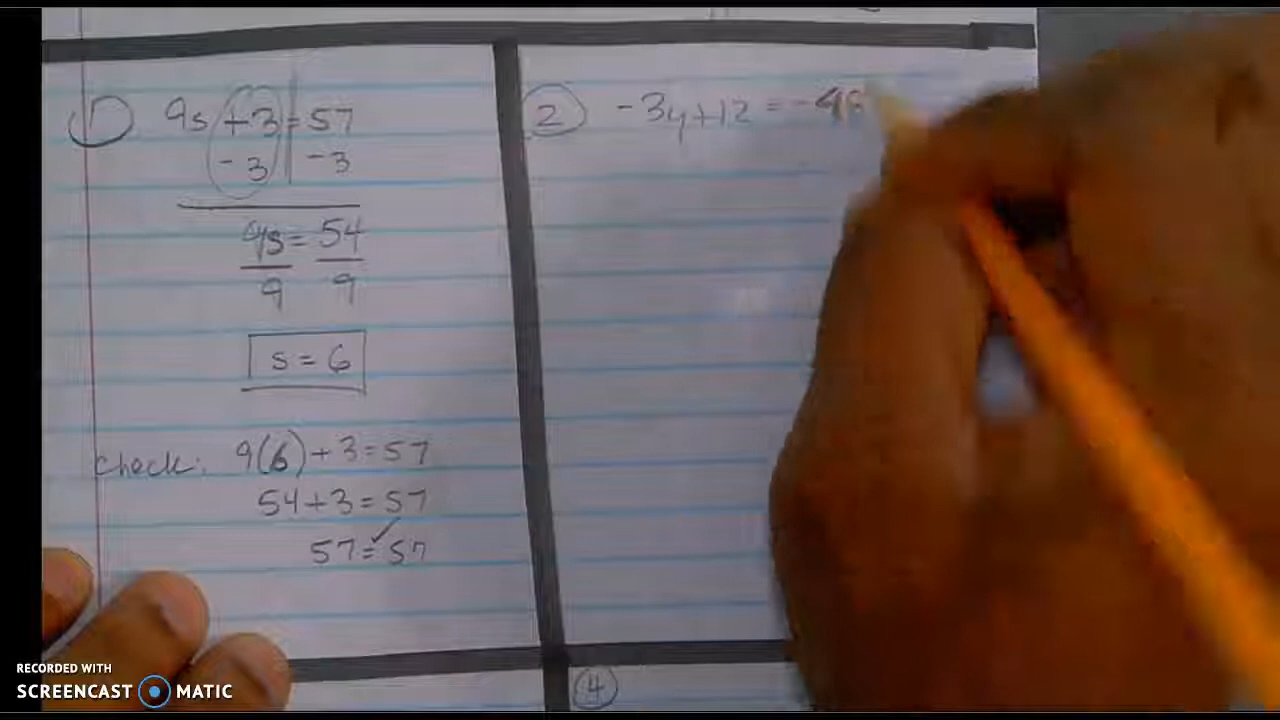 1) 9s +3 = 57
-3 -3
9s = 54
9 9
s = 6
check: 9(6) + 3 = 57
54 + 3 = 57
57 = 57 ✓
2 -3y + 12 =
4
RECORDED WITH
SCREENCAST MATIC